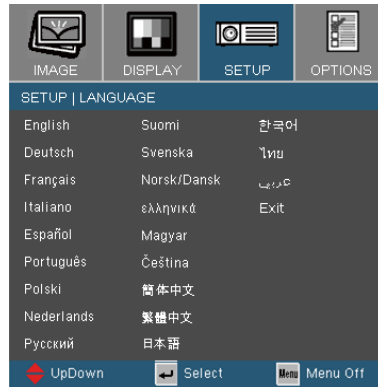 IMAGE
DISPLAY
SETUP
OPTIONS
SETUP | LANGUAGE
English
Deutsch
Français
Italiano
Español
Português
Polski
Nederlands
Русский
Suomi
Svenska
Norsk/Dansk
ελληνικά
Magyar
Čeština
簡体中文
繁體中文
日本語
한국어
ไทย
عربي
Exit
UpDown
Select
Menu
Menu Off